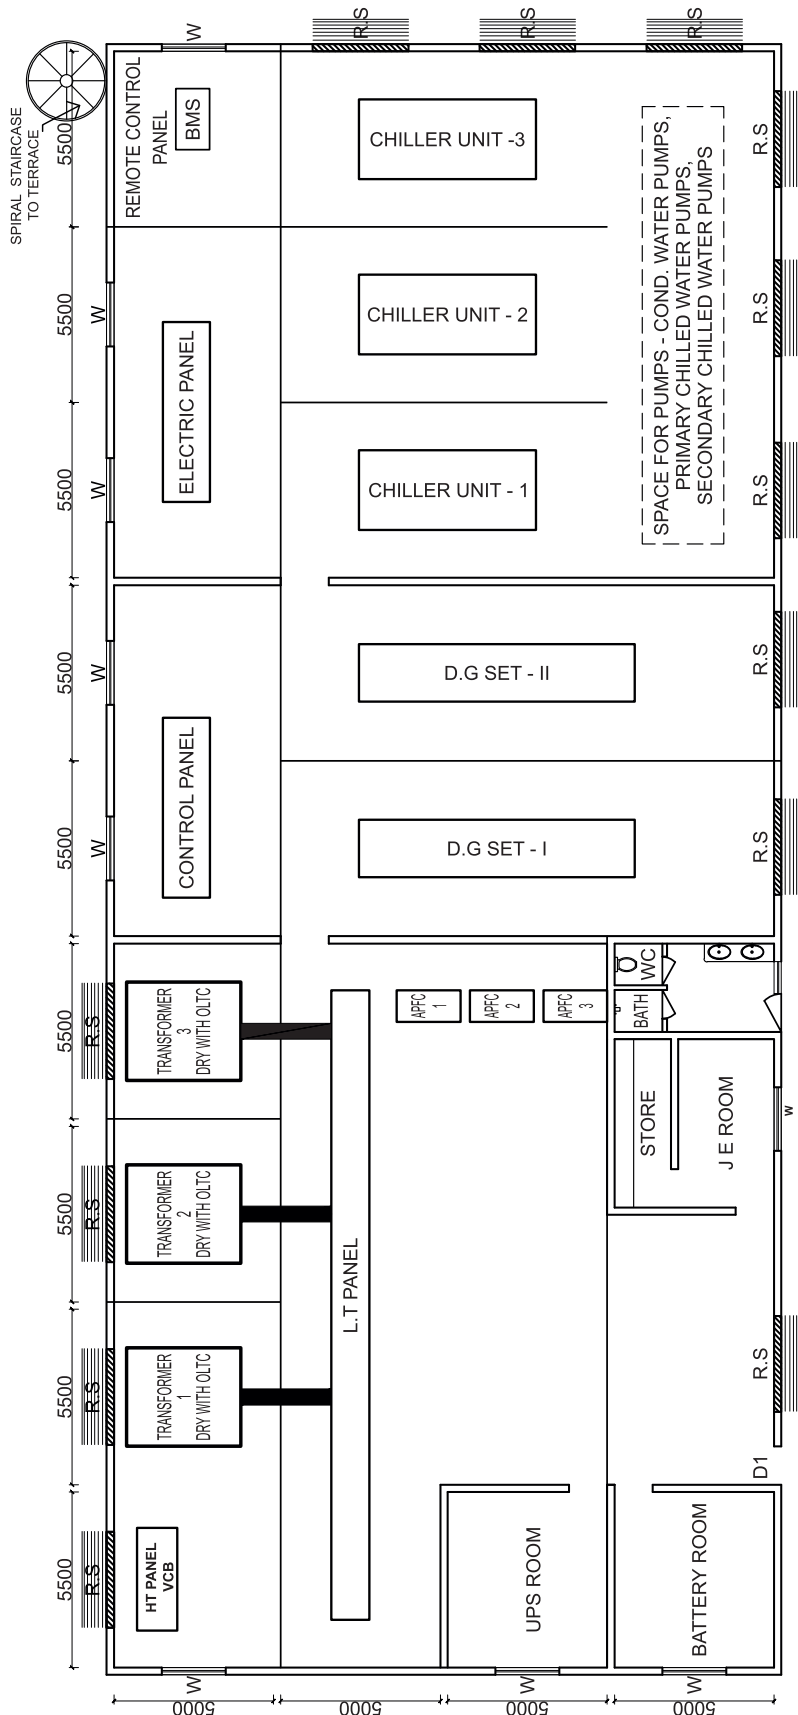 SPIRAL STAIRCASE
TO TERRACE
5500
5500
5500
5500
5500
5500
5500
5500
5500
W
W
W
W
W
R.S
R.S
R.S
R.S
R.S
R.S
R.S
REMOTE CONTROL
PANEL
BMS
ELECTRIC PANEL
CONTROL PANEL
TRANSFORMER
3
DRY WITH OLTC
TRANSFORMER
2
DRY WITH OLTC
TRANSFORMER
1
DRY WITH OLTC
HT PANEL
VCB
CHILLER UNIT -3
CHILLER UNIT - 2
CHILLER UNIT - 1
D.G SET - II
D.G SET - I
L.T PANEL
APFC
1
APFC
2
APFC
3
SPACE FOR PUMPS - COND. WATER PUMPS,
PRIMARY CHILLED WATER PUMPS,
SECONDARY CHILLED WATER PUMPS
R.S
R.S
R.S
R.S
R.S
WC
BATH
STORE
J E ROOM
W
R.S
D1
UPS ROOM
BATTERY ROOM
W
W
W
5000
5000
5000
5000